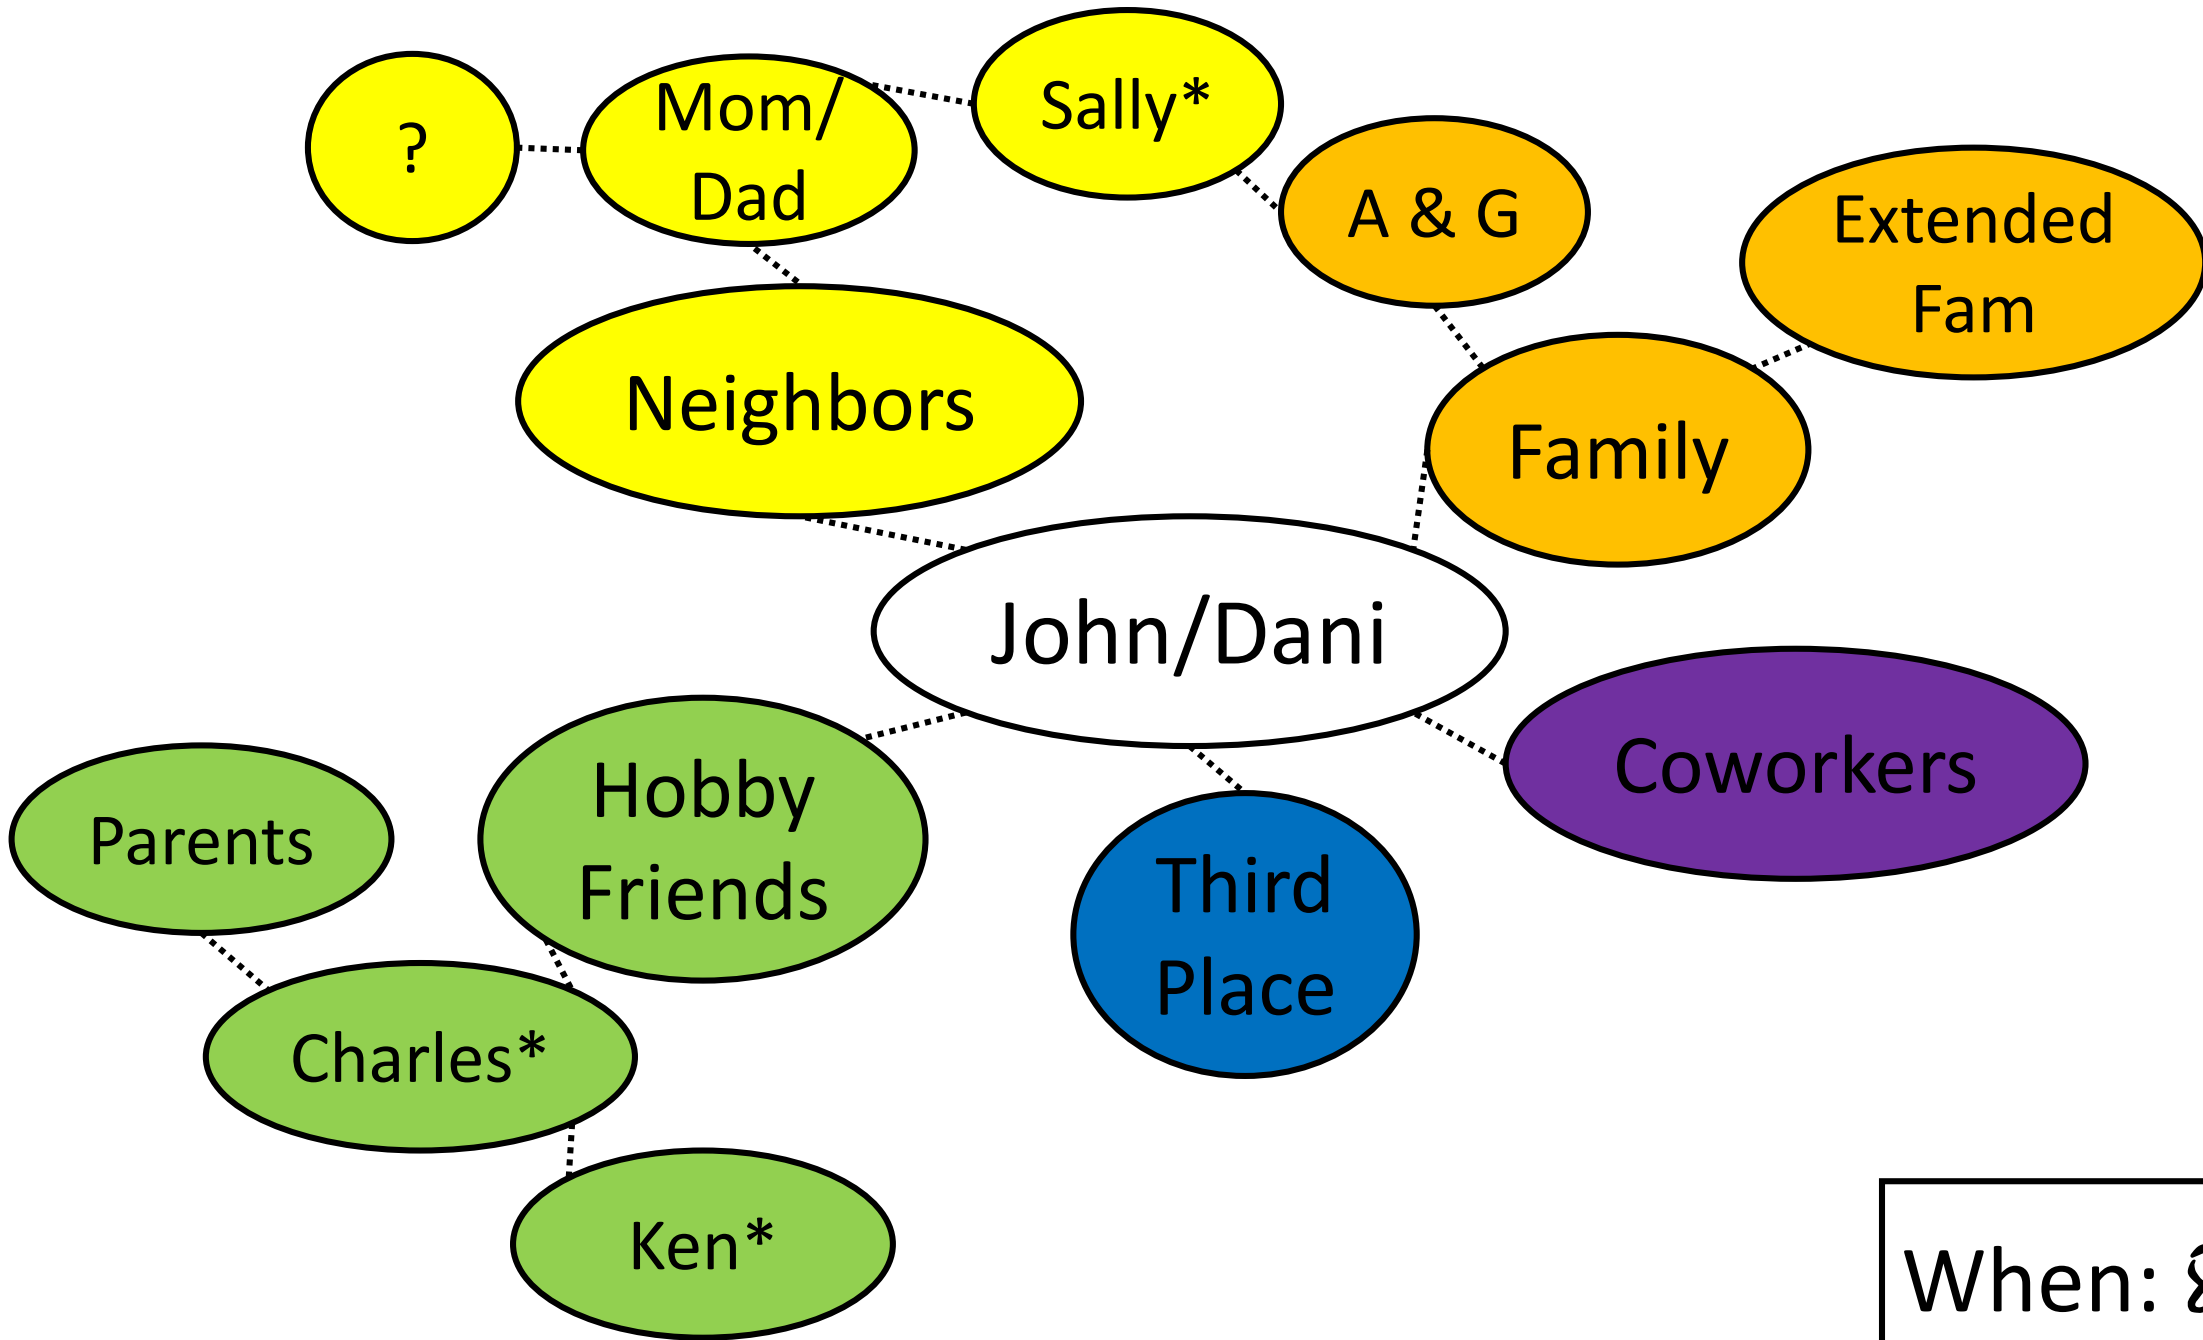 ?
Mom/
Dad
Sally*
A & G
Extended
Fam
Neighbors
Family
John/Dani
Coworkers
Hobby
Friends
Third
Place
Parents
Charles*
Ken*
When: